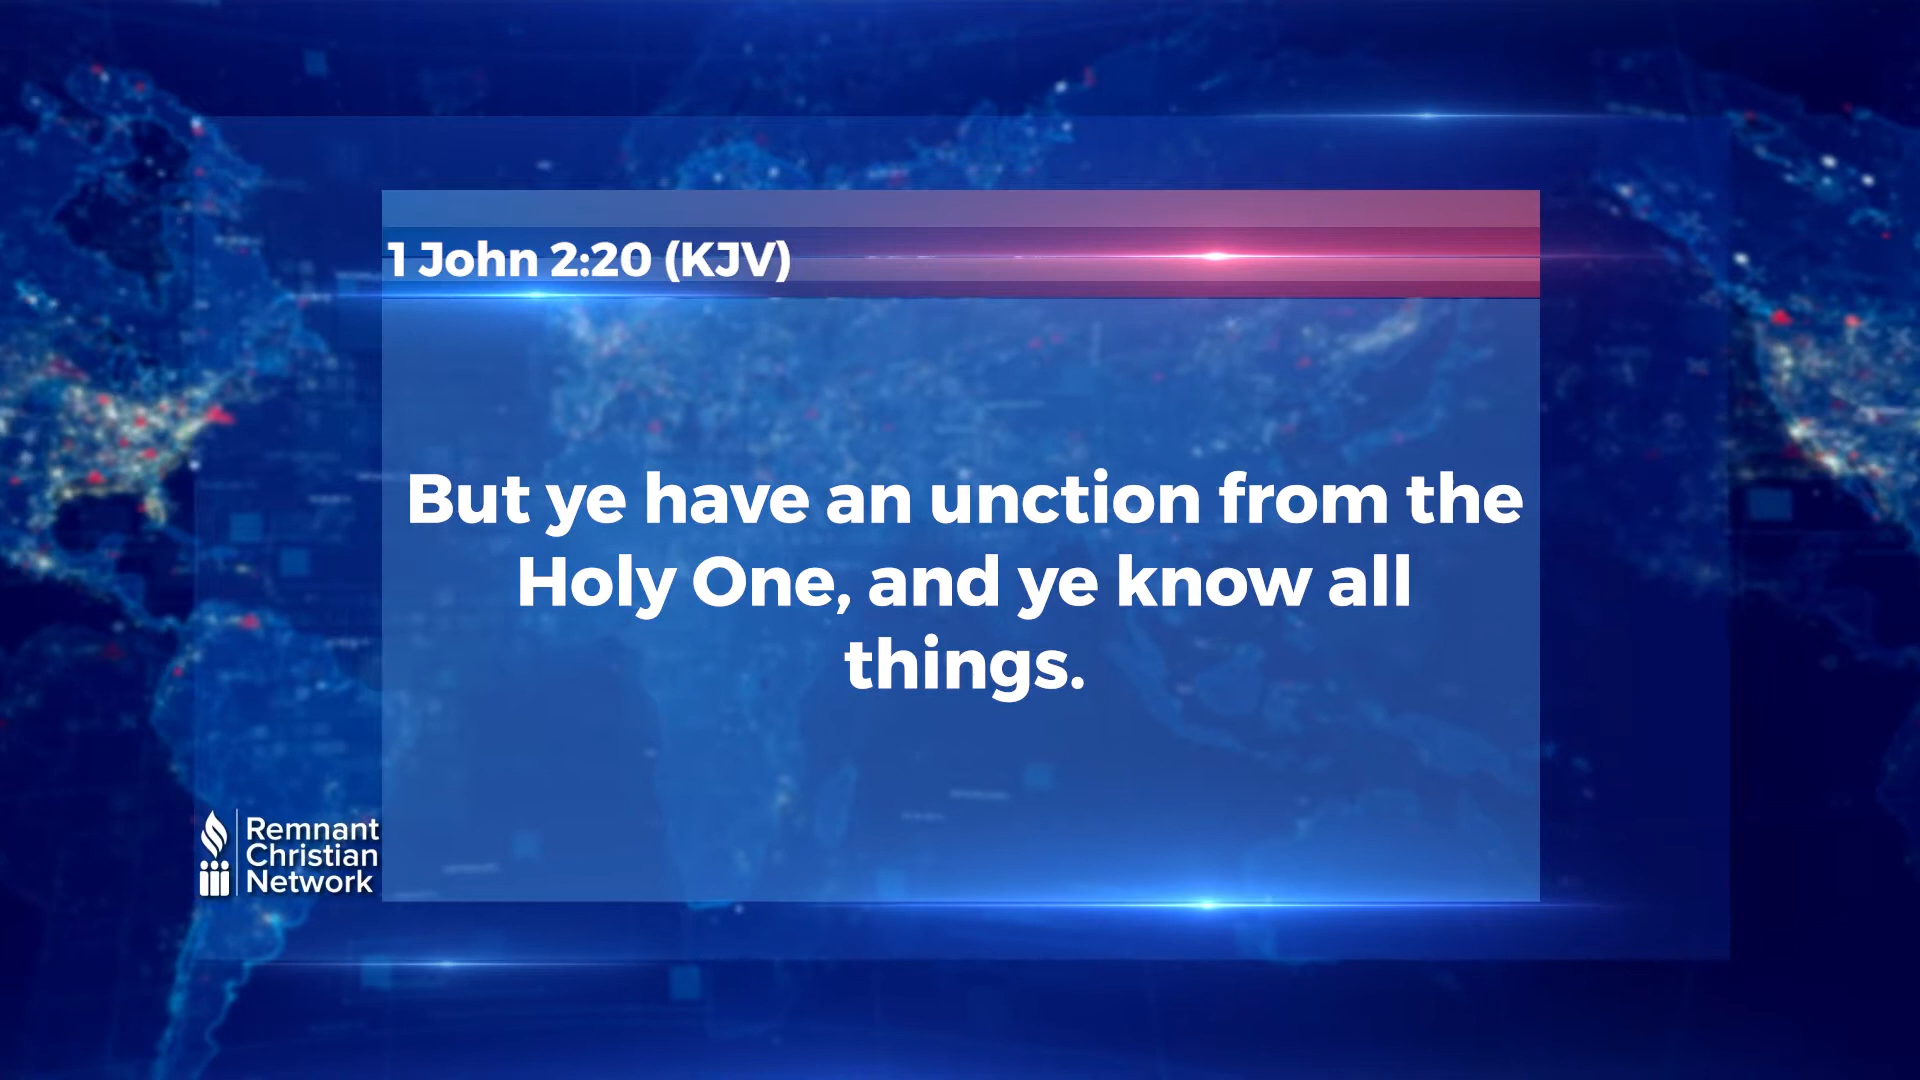 1 John 2:20 (KJV)
But ye have an unction from the
Holy One, and ye know all
things.
Remnant
Christian
Network